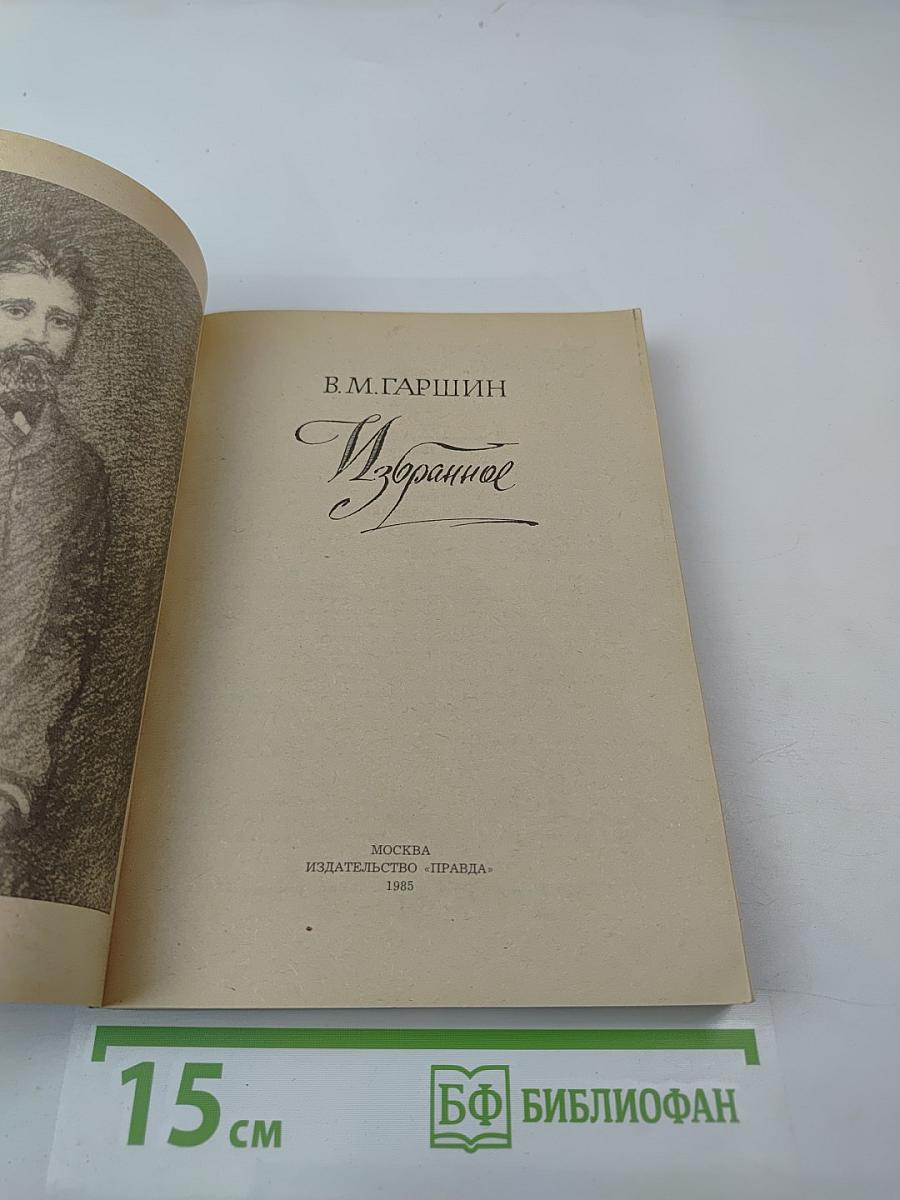 В. М. ГАРШИН
Избранное
МОСКВА
ИЗДАТЕЛЬСТВО «ПРАВДА»
1985
15 см
БФ БИБЛИОФАН